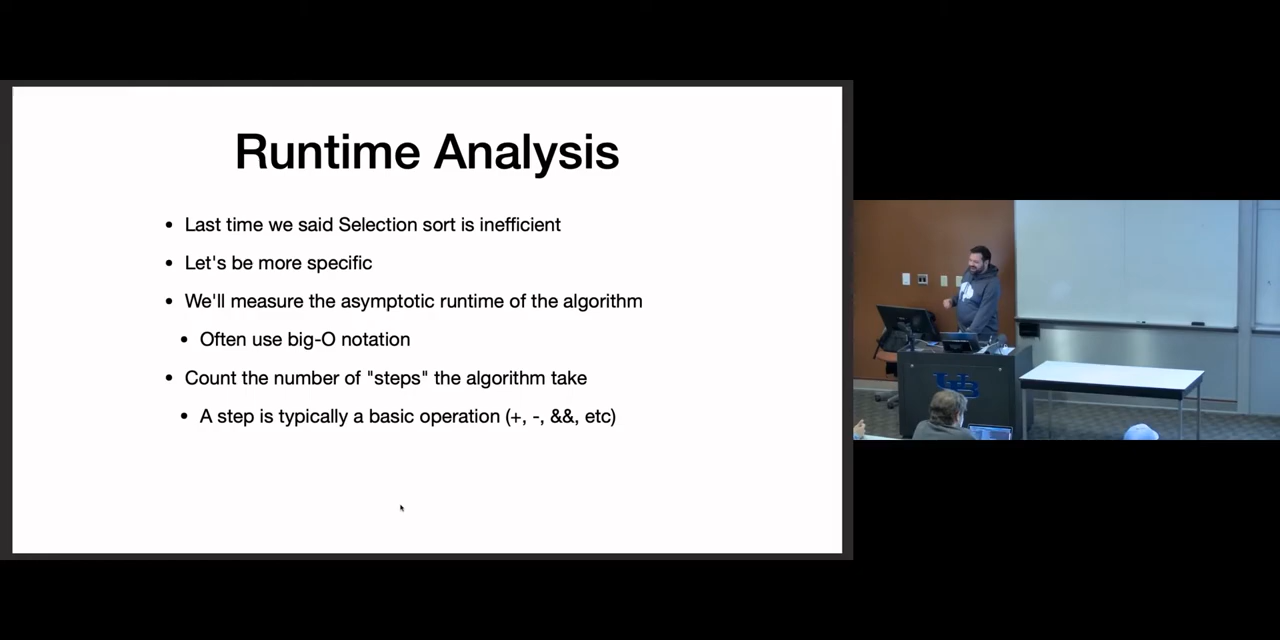 Runtime Analysis
• Last time we said Selection sort is inefficient
• Let's be more specific
• We'll measure the asymptotic runtime of the algorithm
• Often use big-O notation
• Count the number of "steps" the algorithm take
• A step is typically a basic operation (+, -, &&, etc)
UB